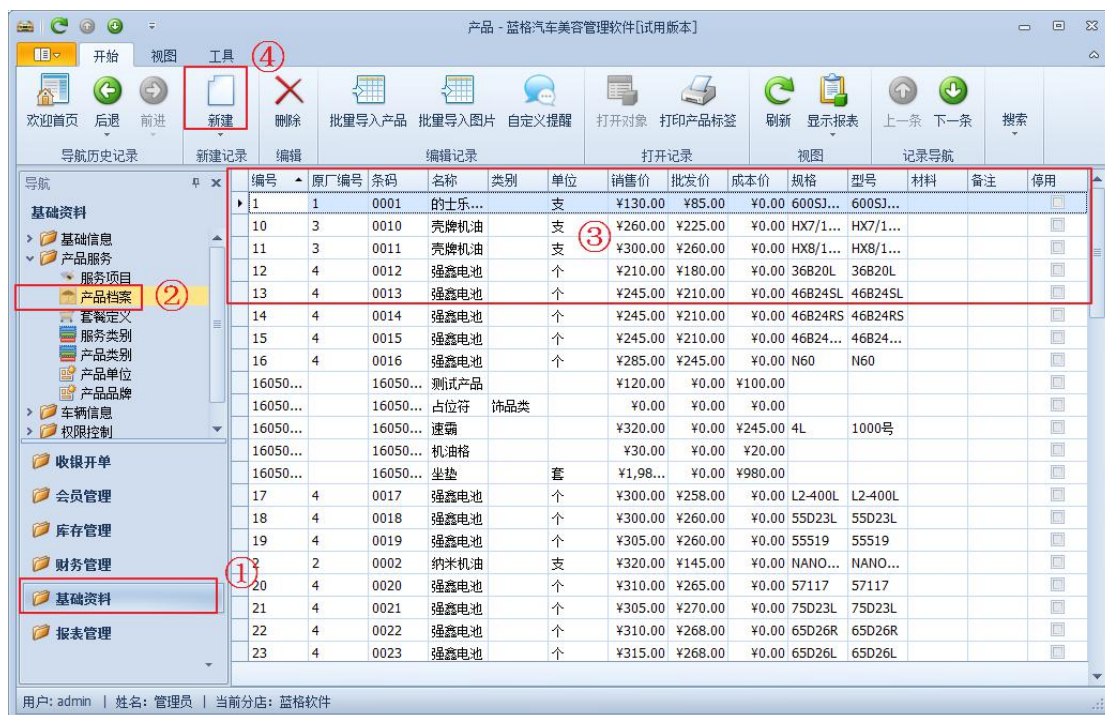 产品 - 蓝格汽车美容管理软件[试用版本]
开始 视图 工具 ④
欢迎首页 后退 前进 新建 删除 批量导入产品 批量导入图片 自定义提醒 打开对象 打印产品标签 刷新 显示报表 上一条 下一条 搜索
导航历史记录 新建记录 编辑 编辑记录 打开记录 视图 记录导航
导航
基础资料
基础信息
产品服务
服务项目
产品档案 ②
套餐定义
服务类别
产品类别
产品单位
产品品牌
车辆信息
权限控制
收银开单
会员管理
库存管理
财务管理
基础资料 ①
报表管理
编号 原厂编号 条码 名称 类别 单位 销售价 批发价 成本价 规格 型号 材料 备注 停用
1 1 0001 的士乐... 支 ¥130.00 ¥85.00 ¥0.00 600SJ... 600SJ...
10 3 0010 壳牌机油 支 ¥260.00 ¥225.00 ¥0.00 HX7/1... HX7/1...
③
11 3 0011 壳牌机油 支 ¥300.00 ¥260.00 ¥0.00 HX8/1... HX8/1...
12 4 0012 强鑫电池 个 ¥210.00 ¥180.00 ¥0.00 36B20L 36B20L
13 4 0013 强鑫电池 个 ¥245.00 ¥210.00 ¥0.00 46B24SL 46B24SL
14 4 0014 强鑫电池 个 ¥245.00 ¥210.00 ¥0.00 46B24RS 46B24RS
15 4 0015 强鑫电池 个 ¥245.00 ¥210.00 ¥0.00 46B24... 46B24...
16 4 0016 强鑫电池 个 ¥285.00 ¥245.00 ¥0.00 N60 N60
16050... 16050... 测试产品 ¥120.00 ¥0.00 ¥100.00
16050... 16050... 占位符 饰品类 ¥0.00 ¥0.00 ¥0.00
16050... 16050... 速霸 ¥320.00 ¥0.00 ¥245.00 4L 1000号
16050... 16050... 机油格 ¥30.00 ¥0.00 ¥20.00
16050... 16050... 坐垫 套 ¥1,98... ¥0.00 ¥980.00
17 4 0017 强鑫电池 个 ¥300.00 ¥258.00 ¥0.00 L2-400L L2-400L
18 4 0018 强鑫电池 个 ¥300.00 ¥260.00 ¥0.00 55D23L 55D23L
19 4 0019 强鑫电池 个 ¥305.00 ¥260.00 ¥0.00 55519 55519
2 2 0002 纳米机油 支 ¥320.00 ¥145.00 ¥0.00 NANO... NANO...
20 4 0020 强鑫电池 个 ¥310.00 ¥265.00 ¥0.00 57117 57117
21 4 0021 强鑫电池 个 ¥305.00 ¥270.00 ¥0.00 75D23L 75D23L
22 4 0022 强鑫电池 个 ¥310.00 ¥268.00 ¥0.00 65D26R 65D26R
23 4 0023 强鑫电池 个 ¥315.00 ¥268.00 ¥0.00 65D26L 65D26L
用户: admin | 姓名: 管理员 | 当前分店: 蓝格软件